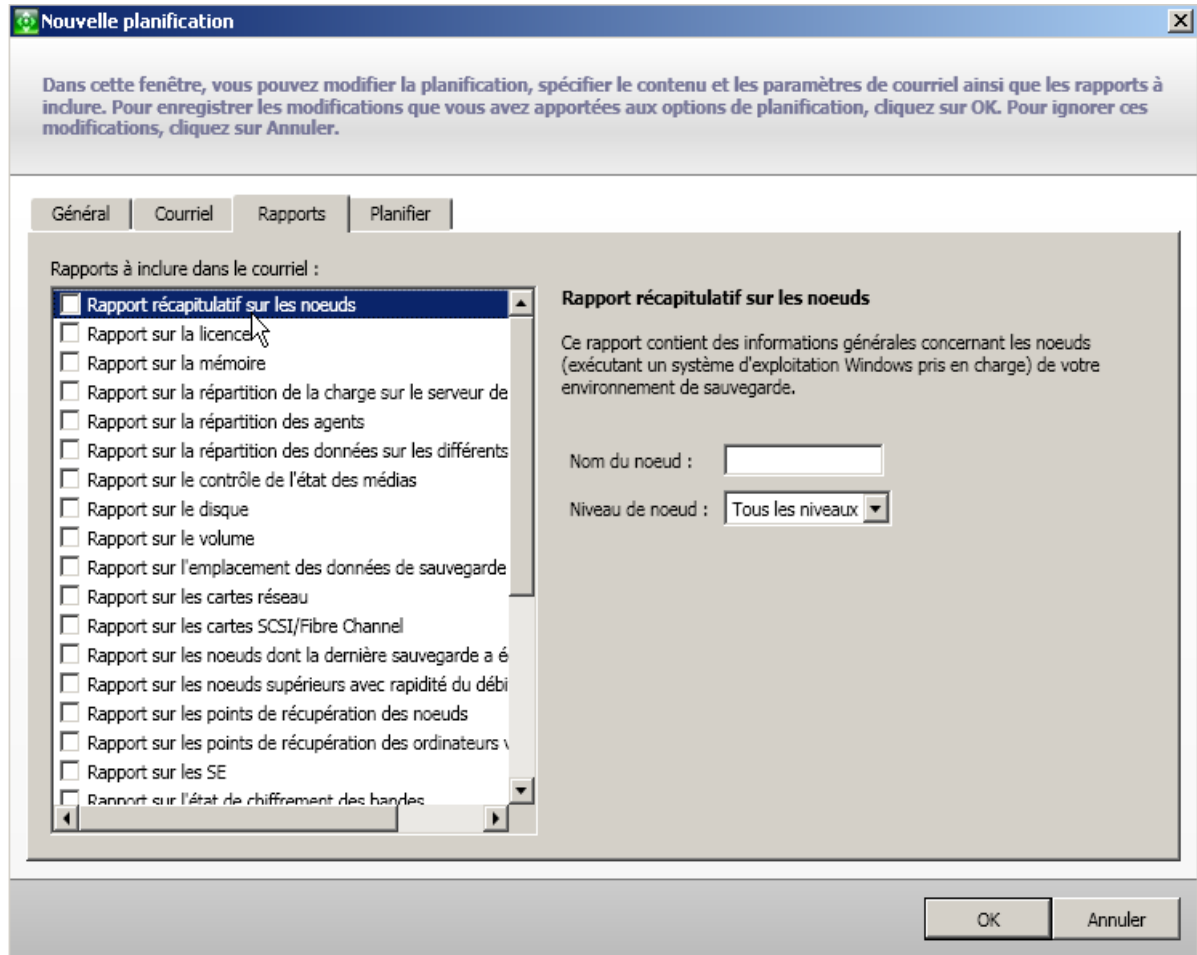 Nouvelle planification
Dans cette fenêtre, vous pouvez modifier la planification, spécifier le contenu et les paramètres de courriel ainsi que les rapports à
inclure. Pour enregistrer les modifications que vous avez apportées aux options de planification, cliquez sur OK. Pour ignorer ces
modifications, cliquez sur Annuler.
Général Courriel Rapports Planifier
Rapports à inclure dans le courriel :
Rapport récapitulatif sur les noeuds
Rapport sur la licence
Rapport sur la mémoire
Rapport sur la répartition de la charge sur le serveur de
Rapport sur la répartition des agents
Rapport sur la répartition des données sur les différents
Rapport sur le contrôle de l'état des médias
Rapport sur le disque
Rapport sur le volume
Rapport sur l'emplacement des données de sauvegarde
Rapport sur les cartes réseau
Rapport sur les cartes SCSI/Fibre Channel
Rapport sur les noeuds dont la dernière sauvegarde a é
Rapport sur les noeuds supérieurs avec rapidité du débi
Rapport sur les points de récupération des noeuds
Rapport sur les points de récupération des ordinateurs v
Rapport sur les SE
Rapport sur l'état de chiffrement des bandes
Rapport récapitulatif sur les noeuds
Ce rapport contient des informations générales concernant les noeuds
(exécutant un système d'exploitation Windows pris en charge) de votre
environnement de sauvegarde.
Nom du noeud :
Niveau de noeud : Tous les niveaux
OK Annuler